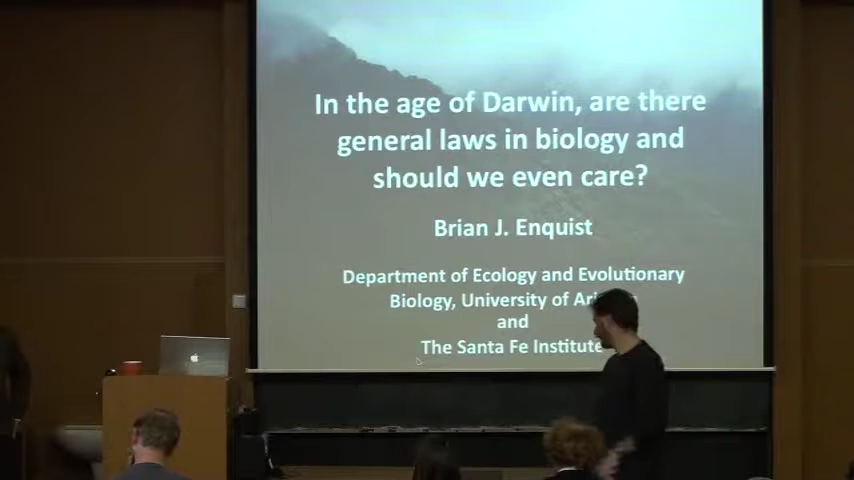 In the age of Darwin, are there
general laws in biology and
should we even care?
Brian J. Enquist
Department of Ecology and Evolutionary
Biology, University of
and
The Santa Fe Institute